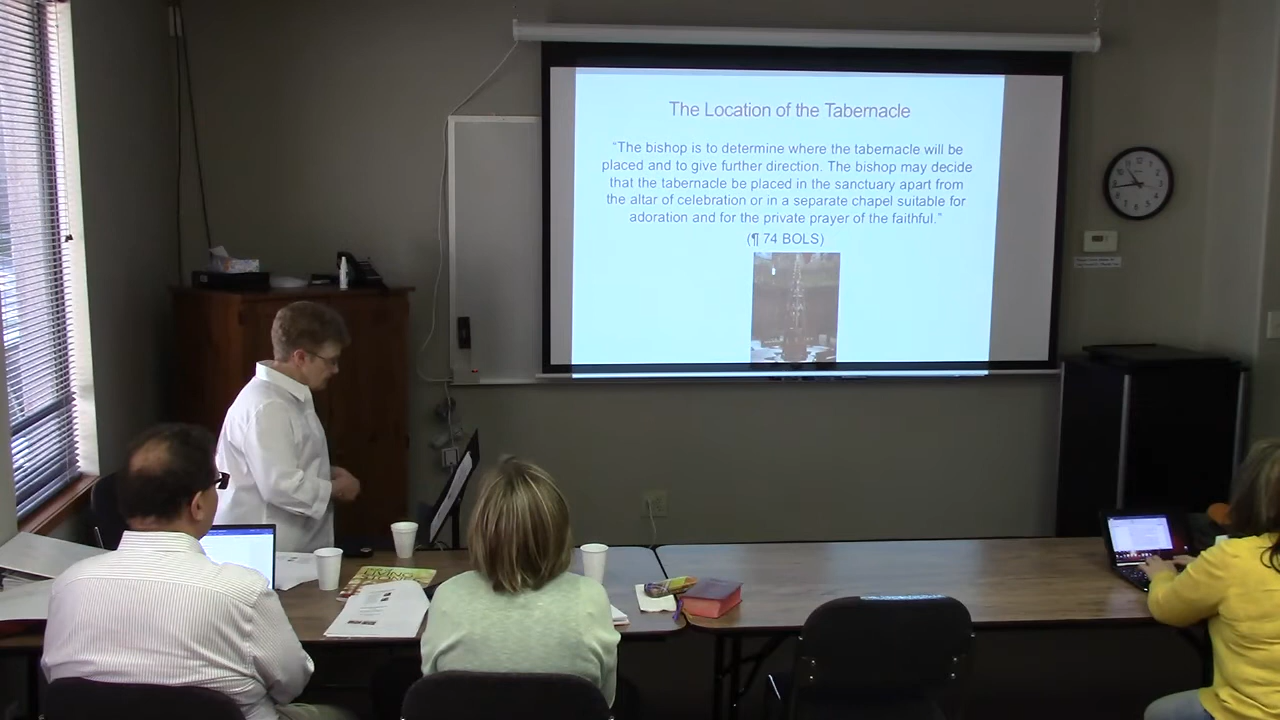 The Location of the Tabernacle
“The bishop is to determine where the tabernacle will be
placed and to give further direction. The bishop may decide
that the tabernacle be placed in the sanctuary apart from
the altar of celebration or in a separate chapel suitable for
adoration and for the private prayer of the faithful.”
(¶ 74 BOLS)